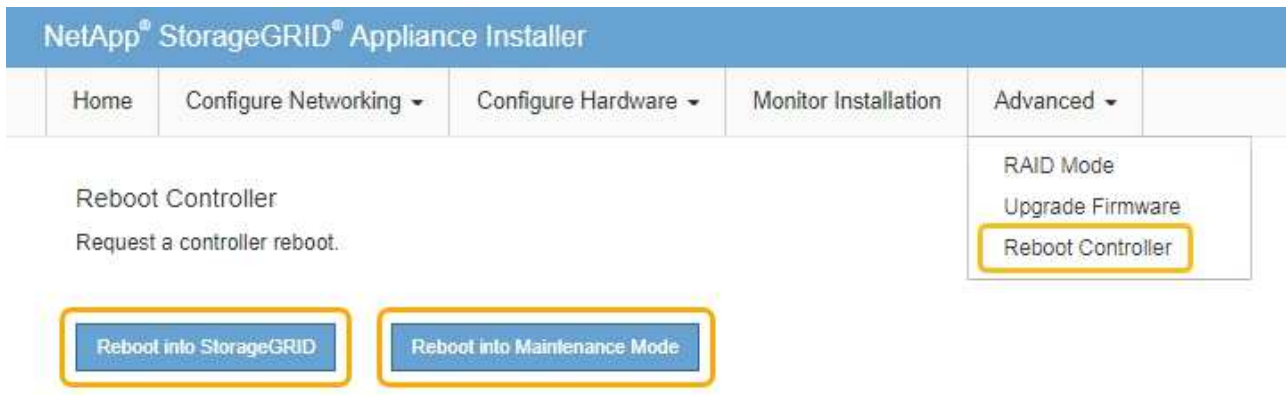 NetApp® StorageGRID® Appliance Installer
Home Configure Networking Configure Hardware Monitor Installation Advanced
RAID Mode
Upgrade Firmware
Reboot Controller
Reboot Controller
Request a controller reboot.
Reboot into StorageGRID Reboot into Maintenance Mode